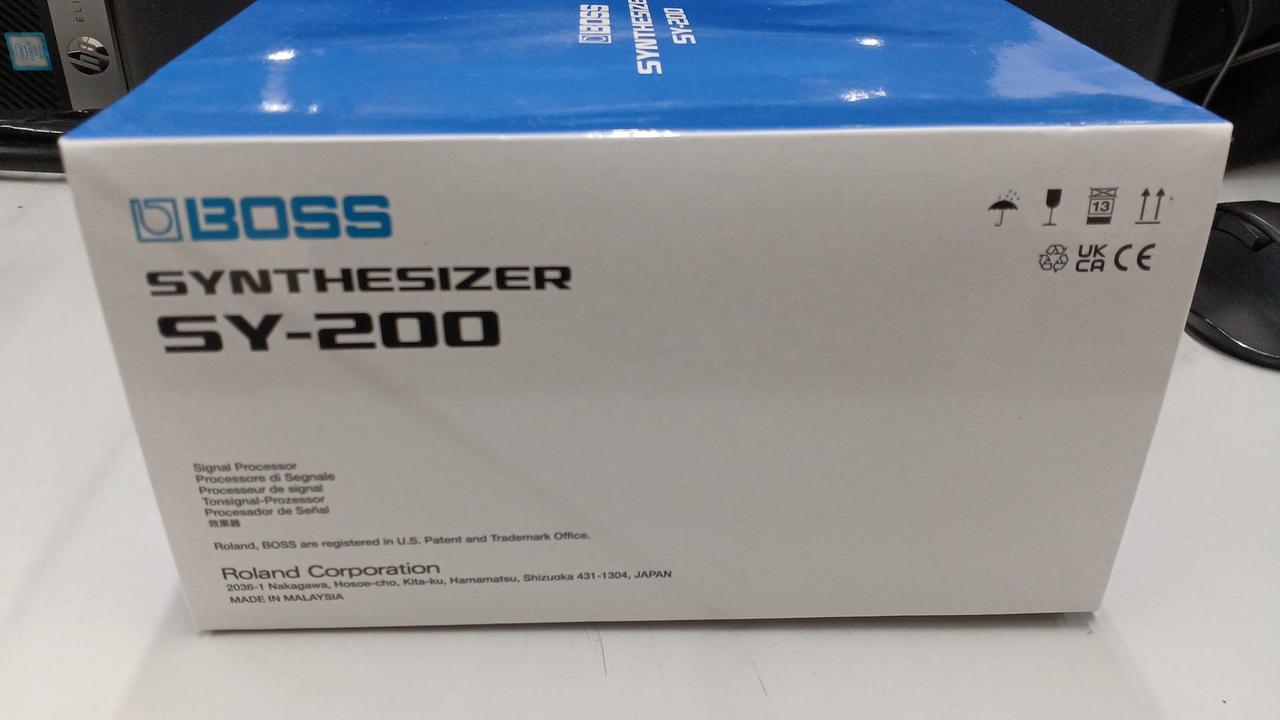 BOSS
SYNTHESIZER
SY-200
BOSS
SYNTHESIZER
SY-200
13
UK
CA CE
Signal Processor
Processore di Segnale
Processeur de signal
Tonsignal-Prozessor
Procesador de Señal
效果器
Roland, BOSS are registered in U.S. Patent and Trademark Office.
Roland Corporation
2036-1 Nakagawa, Hosoe-cho, Kita-ku, Hamamatsu, Shizuoka 431-1304, JAPAN
MADE IN MALAYSIA
hp